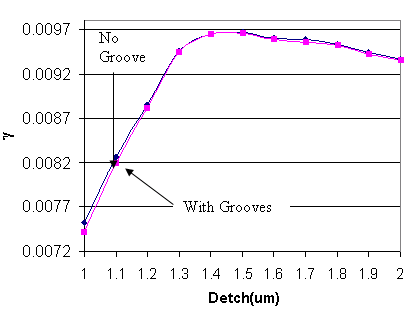 0.0097
No
Groove
0.0092
0.0087
γ
0.0082
0.0077
With Grooves
0.0072
1 1.1 1.2 1.3 1.4 1.5 1.6 1.7 1.8 1.9 2
Detch(um)